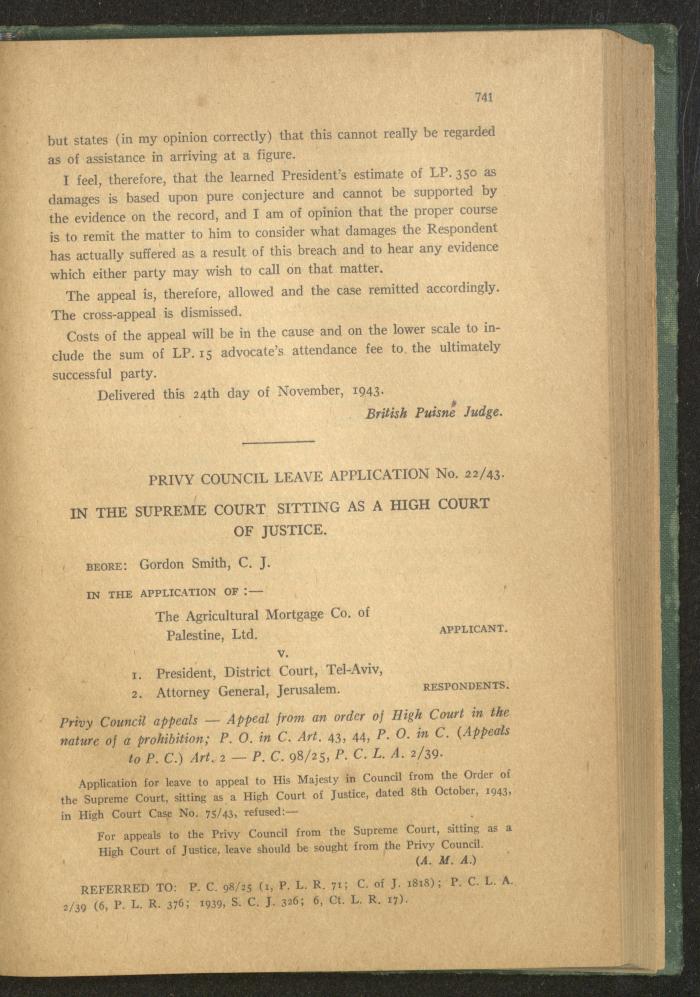 741
but states (in my opinion correctly) that this cannot really be regarded
as of assistance in arriving at a figure.
I feel, therefore, that the learned President's estimate of LP. 350 as
damages is based upon pure conjecture and cannot be supported by
the evidence on the record, and I am of opinion that the proper course
is to remit the matter to him to consider what damages the Respondent
has actually suffered as a result of this breach and to hear any evidence
which either party may wish to call on that matter.
The appeal is, therefore, allowed and the case remitted accordingly.
The cross-appeal is dismissed.
Costs of the appeal will be in the cause and on the lower scale to in-
clude the sum of LP. 15 advocate's attendance fee to the ultimately
successful party.
Delivered this 24th day of November, 1943.
British Puisne Judge.
PRIVY COUNCIL LEAVE APPLICATION No. 22/43.
IN THE SUPREME COURT SITTING AS A HIGH COURT
OF JUSTICE.
BEORE: Gordon Smith, C. J.
IN THE APPLICATION OF :—
The Agricultural Mortgage Co. of
Palestine, Ltd. APPLICANT.
v.
1. President, District Court, Tel-Aviv,
2. Attorney General, Jerusalem. RESPONDENTS.
Privy Council appeals — Appeal from an order of High Court in the
nature of a prohibition; P. O. in C. Art. 43, 44, P. O. in C. (Appeals
to P. C.) Art. 2 — P. C. 98/25, P. C. L. A. 2/39.
Application for leave to appeal to His Majesty in Council from the Order of
the Supreme Court, sitting as a High Court of Justice, dated 8th October, 1943,
in High Court Case No. 75/43, refused:—
For appeals to the Privy Council from the Supreme Court, sitting as a
High Court of Justice, leave should be sought from the Privy Council.
(A. M. A.)
REFERRED TO: P. C. 98/25 (1, P. L. R. 71; C. of J. 1818); P. C. L. A.
2/39 (6, P. L. R. 376; 1939, S. C. J. 326; 6, Ct. L. R. 17).